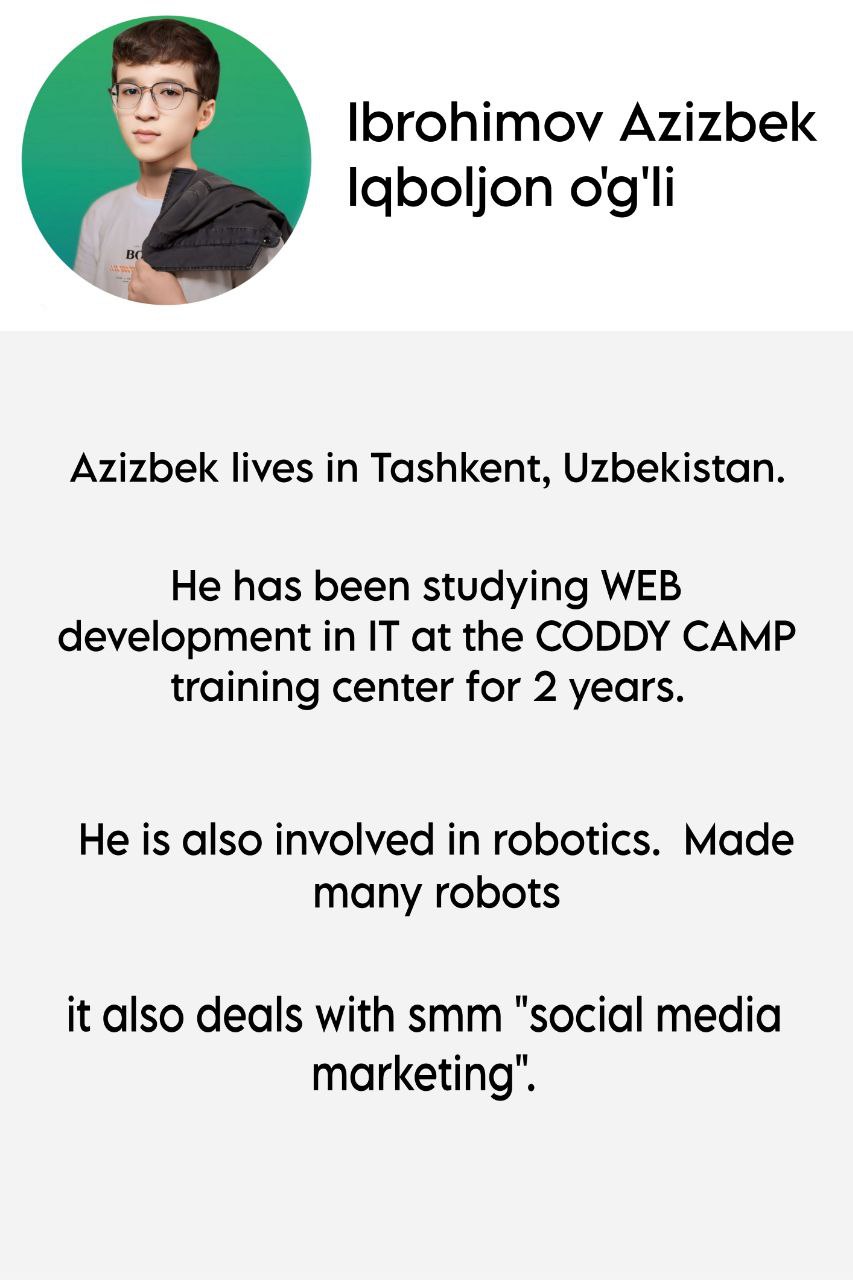 Ibrohimov Azizbek
Iqboljon o'g'li
BO
Azizbek lives in Tashkent, Uzbekistan.
He has been studying WEB
development in IT at the CODDY CAMP
training center for 2 years.
He is also involved in robotics.  Made
many robots
it also deals with smm "social media
marketing".